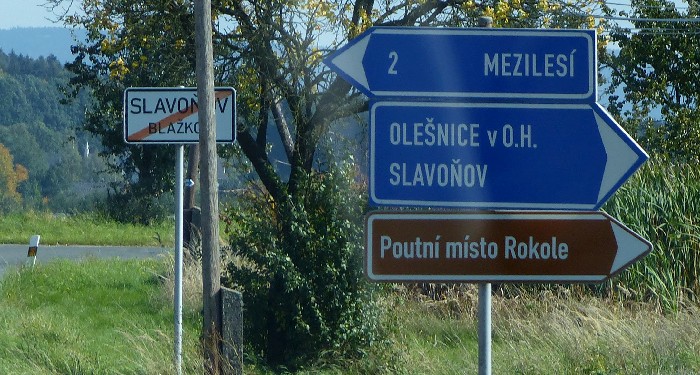 SLAVOŇOV
2 MEZILESÍ
OLEŠNICE v O.H.
SLAVOŇOV
Poutní místo Rokole